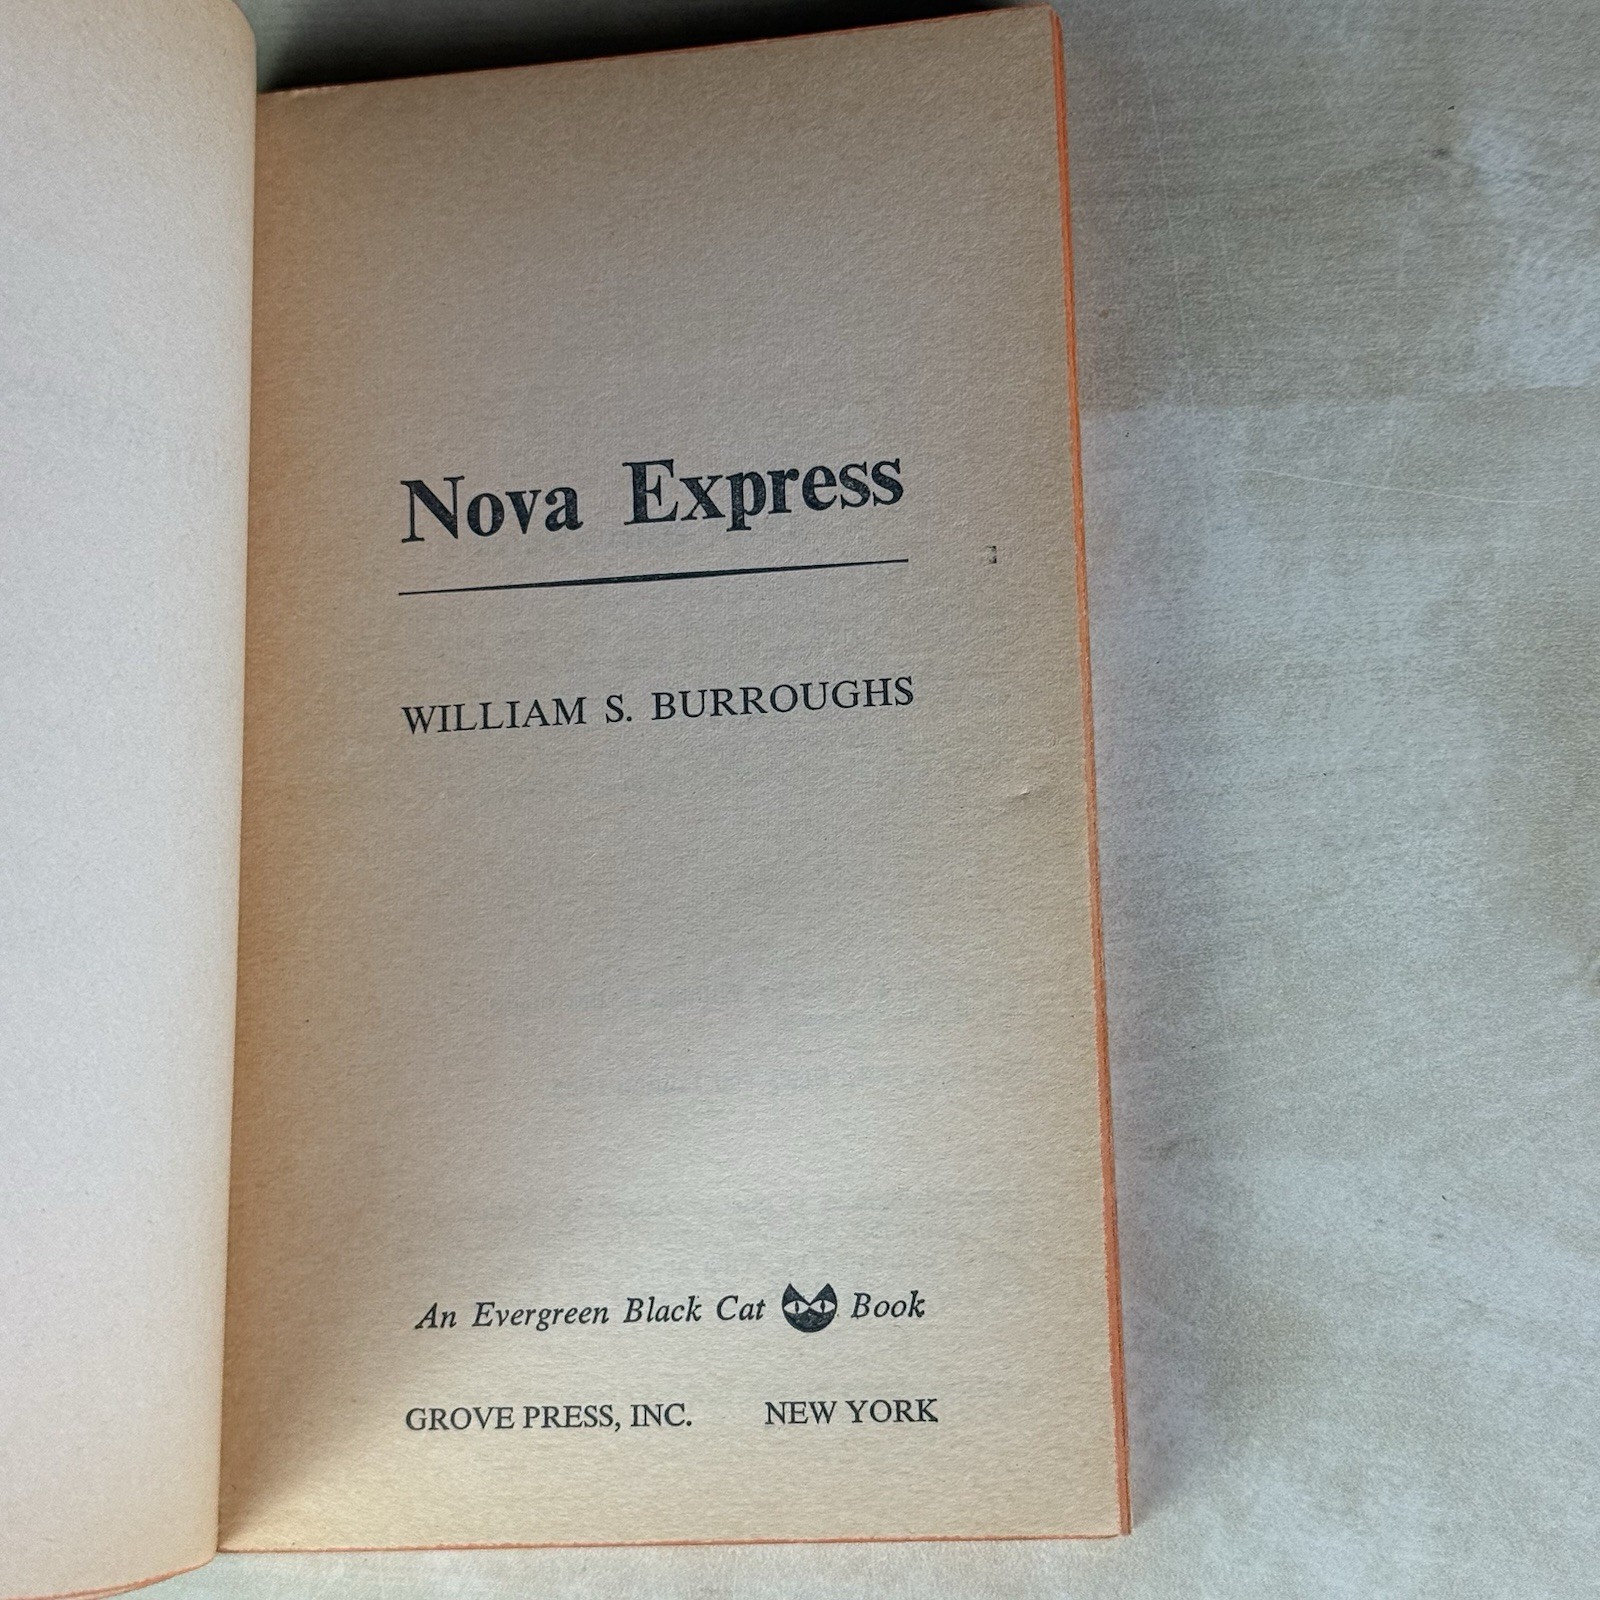 Nova Express
WILLIAM S. BURROUGHS
An Evergreen Black Cat Book
GROVE PRESS, INC. NEW YORK